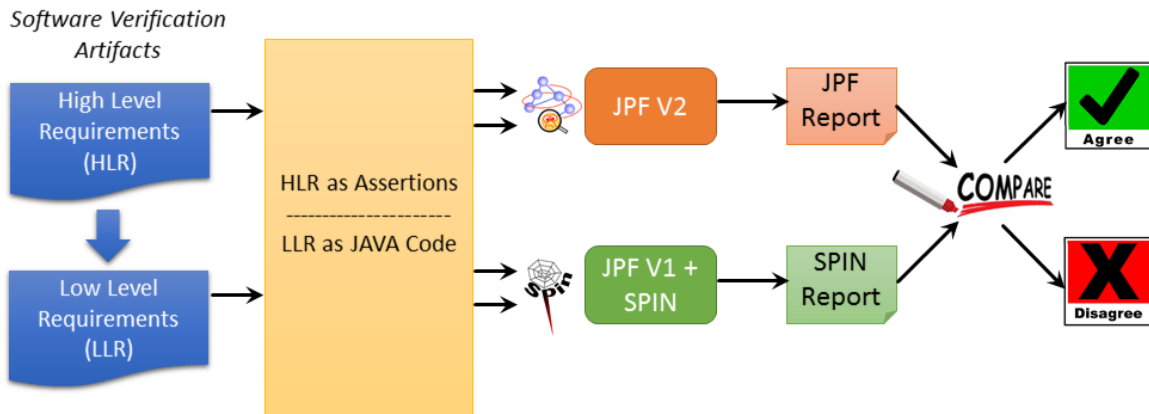 Software Verification
Artifacts
High Level
Requirements
(HLR)
Low Level
Requirements
(LLR)
HLR as Assertions
----------------------
LLR as JAVA Code
JPF V2
Spin
JPF V1 +
SPIN
JPF
Report
SPIN
Report
COMPARE
Agree
Disagree